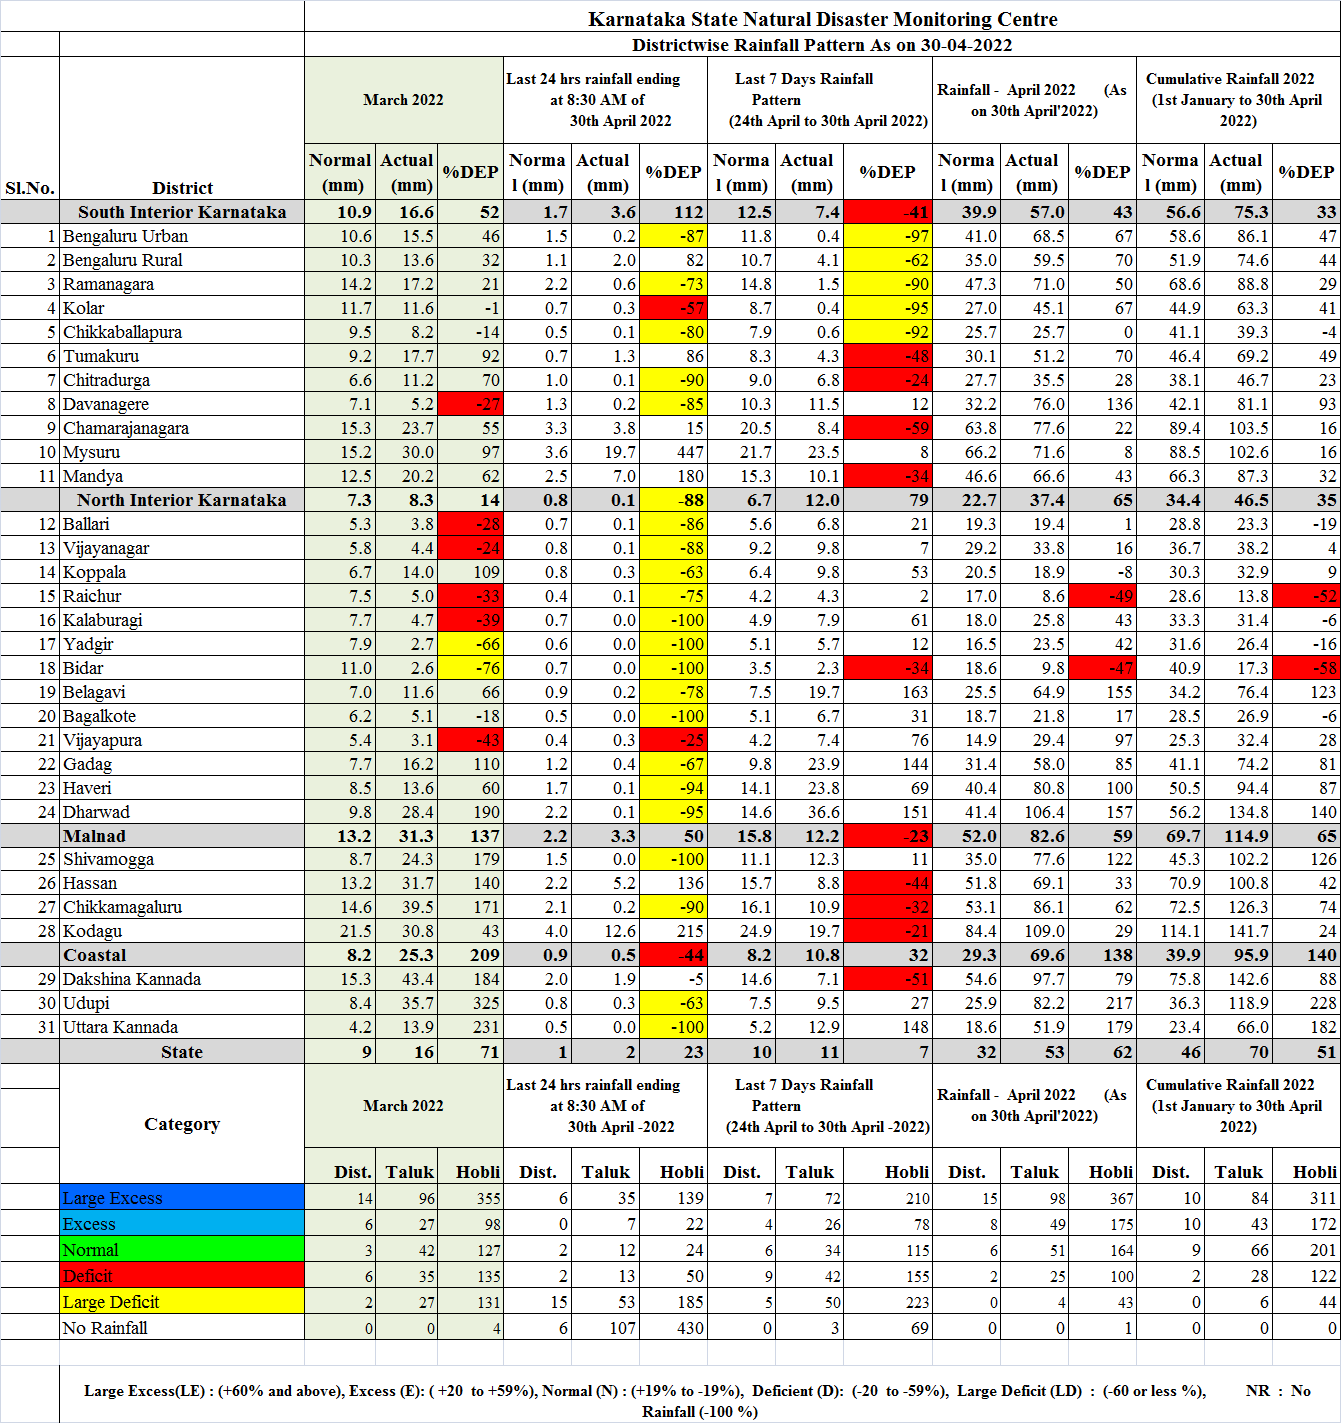 Karnataka State Natural Disaster Monitoring Centre
Districtwise Rainfall Pattern As on 30-04-2022
Sl.No. District March 2022 Last 24 hrs rainfall ending at 8:30 AM of 30th April 2022 Last 7 Days Rainfall Pattern (24th April to 30th April 2022) Rainfall - April 2022 (As on 30th April'2022) Cumulative Rainfall 2022 (1st January to 30th April 2022)
Normal (mm) Actual (mm) %DEP Norma l (mm) Actual (mm) %DEP Norma l (mm) Actual (mm) %DEP Norma l (mm) Actual (mm) %DEP Norma l (mm) Actual (mm) %DEP
South Interior Karnataka 10.9 16.6 52 1.7 3.6 112 12.5 7.4 -41 39.9 57.0 43 56.6 75.3 33
1 Bengaluru Urban 10.6 15.5 46 1.5 0.2 -87 11.8 0.4 -97 41.0 68.5 67 58.6 86.1 47
2 Bengaluru Rural 10.3 13.6 32 1.1 2.0 82 10.7 4.1 -62 35.0 59.5 70 51.9 74.6 44
3 Ramanagara 14.2 17.2 21 2.2 0.6 -73 14.8 1.5 -90 47.3 71.0 50 68.6 88.8 29
4 Kolar 11.7 11.6 -1 0.7 0.3 -57 8.7 0.4 -95 27.0 45.1 67 44.9 63.3 41
5 Chikkaballapura 9.5 8.2 -14 0.5 0.1 -80 7.9 0.6 -92 25.7 25.7 0 41.1 39.3 -4
6 Tumakuru 9.2 17.7 92 0.7 1.3 86 8.3 4.3 -48 30.1 51.2 70 46.4 69.2 49
7 Chitradurga 6.6 11.2 70 1.0 0.1 -90 9.0 6.8 -24 27.7 35.5 28 38.1 46.7 23
8 Davanagere 7.1 5.2 -27 1.3 0.2 -85 10.3 11.5 12 32.2 76.0 136 42.1 81.1 93
9 Chamarajanagara 15.3 23.7 55 3.3 3.8 15 20.5 8.4 -59 63.8 77.6 22 89.4 103.5 16
10 Mysuru 15.2 30.0 97 3.6 19.7 447 21.7 23.5 8 66.2 71.6 8 88.5 102.6 16
11 Mandya 12.5 20.2 62 2.5 7.0 180 15.3 10.1 -34 46.6 66.6 43 66.3 87.3 32
North Interior Karnataka 7.3 8.3 14 0.8 0.1 -88 6.7 12.0 79 22.7 37.4 65 34.4 46.5 35
12 Ballari 5.3 3.8 -28 0.7 0.1 -86 5.6 6.8 21 19.3 19.4 1 28.8 23.3 -19
13 Vijayanagar 5.8 4.4 -24 0.8 0.1 -88 9.2 9.8 7 29.2 33.8 16 36.7 38.2 4
14 Koppala 6.7 14.0 109 0.8 0.3 -63 6.4 9.8 53 20.5 18.9 -8 30.3 32.9 9
15 Raichur 7.5 5.0 -33 0.4 0.1 -75 4.2 4.3 2 17.0 8.6 -49 28.6 13.8 -52
16 Kalaburagi 7.7 4.7 -39 0.7 0.0 -100 4.9 7.9 61 18.0 25.8 43 33.3 31.4 -6
17 Yadgir 7.9 2.7 -66 0.6 0.0 -100 5.1 5.7 12 16.5 23.5 42 31.6 26.4 -16
18 Bidar 11.0 2.6 -76 0.7 0.0 -100 3.5 2.3 -34 18.6 9.8 -47 40.9 17.3 -58
19 Belagavi 7.0 11.6 66 0.9 0.2 -78 7.5 19.7 163 25.5 64.9 155 34.2 76.4 123
20 Bagalkote 6.2 5.1 -18 0.5 0.0 -100 5.1 6.7 31 18.7 21.8 17 28.5 26.9 -6
21 Vijayapura 5.4 3.1 -43 0.4 0.3 -25 4.2 7.4 76 14.9 29.4 97 25.3 32.4 28
22 Gadag 7.7 16.2 110 1.2 0.4 -67 9.8 23.9 144 31.4 58.0 85 41.1 74.2 81
23 Haveri 8.5 13.6 60 1.7 0.1 -94 14.1 23.8 69 40.4 80.8 100 50.5 94.4 87
24 Dharwad 9.8 28.4 190 2.2 0.1 -95 14.6 36.6 151 41.4 106.4 157 56.2 134.8 140
Malnad 13.2 31.3 137 2.2 3.3 50 15.8 12.2 -23 52.0 82.6 59 69.7 114.9 65
25 Shivamogga 8.7 24.3 179 1.5 0.0 -100 11.1 12.3 11 35.0 77.6 122 45.3 102.2 126
26 Hassan 13.2 31.7 140 2.2 5.2 136 15.7 8.8 -44 51.8 69.1 33 70.9 100.8 42
27 Chikkamagaluru 14.6 39.5 171 2.1 0.2 -90 16.1 10.9 -32 53.1 86.1 62 72.5 126.3 74
28 Kodagu 21.5 30.8 43 4.0 12.6 215 24.9 19.7 -21 84.4 109.0 29 114.1 141.7 24
Coastal 8.2 25.3 209 0.9 0.5 -44 8.2 10.8 32 29.3 69.6 138 39.9 95.9 140
29 Dakshina Kannada 15.3 43.4 184 2.0 1.9 -5 14.6 7.1 -51 54.6 97.7 79 75.8 142.6 88
30 Udupi 8.4 35.7 325 0.8 0.3 -63 7.5 9.5 27 25.9 82.2 217 36.3 118.9 228
31 Uttara Kannada 4.2 13.9 231 0.5 0.0 -100 5.2 12.9 148 18.6 51.9 179 23.4 66.0 182
State 9 16 71 1 2 23 10 11 7 32 53 62 46 70 51
Category March 2022 Last 24 hrs rainfall ending at 8:30 AM of 30th April -2022 Last 7 Days Rainfall Pattern (24th April to 30th April -2022) Rainfall - April 2022 (As on 30th April'2022) Cumulative Rainfall 2022 (1st January to 30th April 2022)
Dist. Taluk Hobli Dist. Taluk Hobli Dist. Taluk Hobli Dist. Taluk Hobli Dist. Taluk Hobli
Large Excess 14 96 355 6 35 139 7 72 210 15 98 367 10 84 311
Excess 6 27 98 0 7 22 4 26 78 8 49 175 10 43 172
Normal 3 42 127 2 12 24 6 34 115 6 51 164 9 66 201
Deficit 6 35 135 2 13 50 9 42 155 2 25 100 2 28 122
Large Deficit 2 27 131 15 53 185 5 50 223 0 4 43 0 6 44
No Rainfall 0 0 4 6 107 430 0 3 69 0 0 1 0 0 0
Large Excess(LE) : (+60% and above), Excess (E): ( +20 to +59%), Normal (N) : (+19% to -19%), Deficient (D): (-20 to -59%), Large Deficit (LD) : (-60 or less %), NR : No
Rainfall (-100 %)